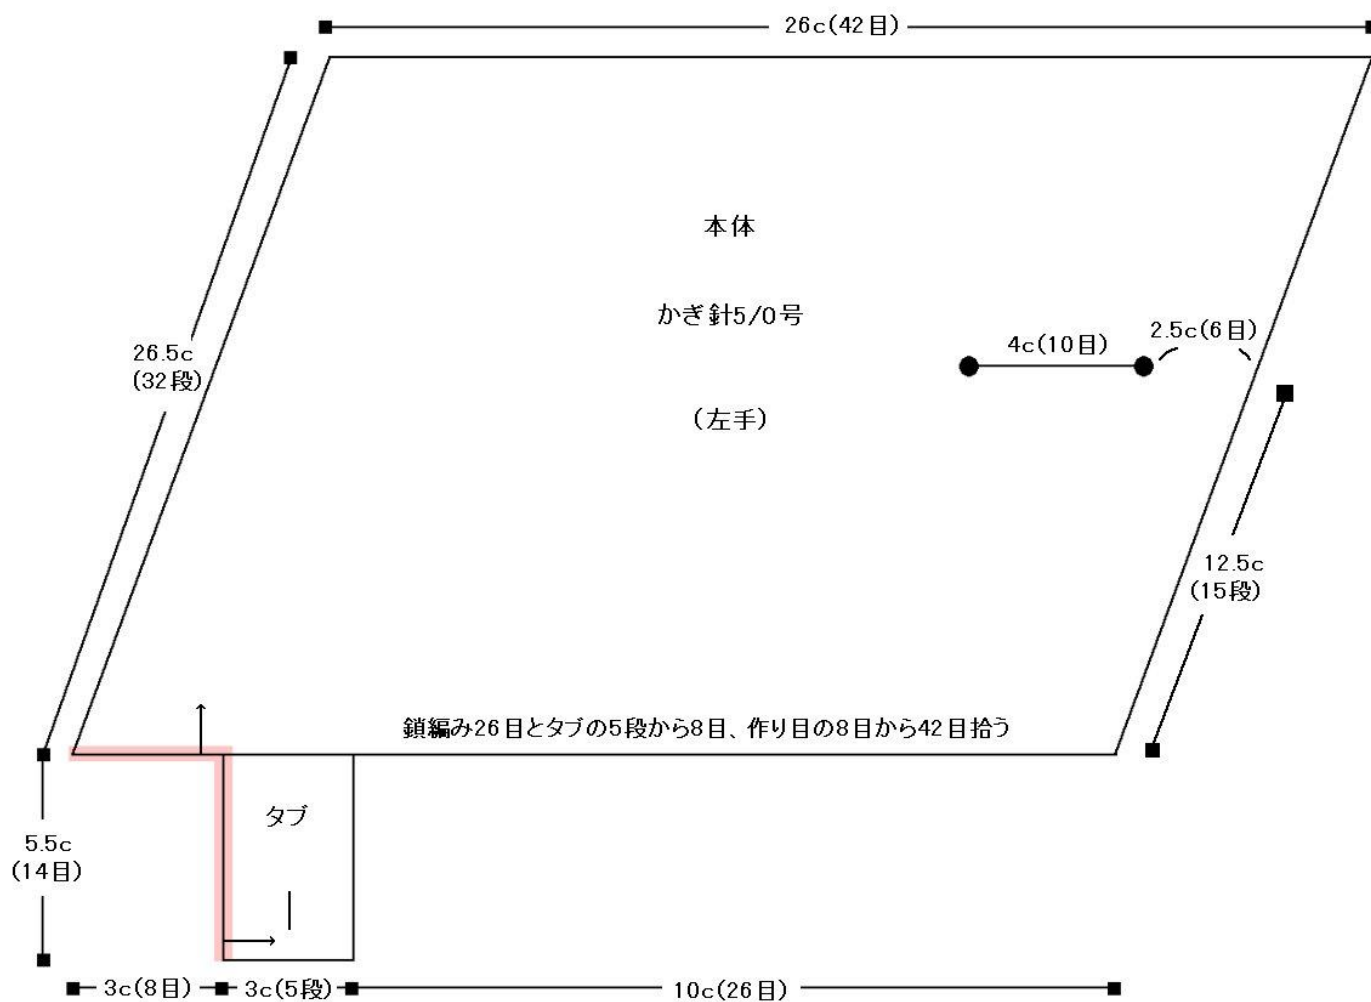 26c(42目)
本体
かぎ針5/0号
4c(10目)
2.5c(6目)
26.5c
(32段)
(左手)
12.5c
(15段)
鎖編み26目とタブの5段から8目、作り目の8目から42目拾う
タブ
5.5c
(14目)
3c(8目)
3c(5段)
10c(26目)